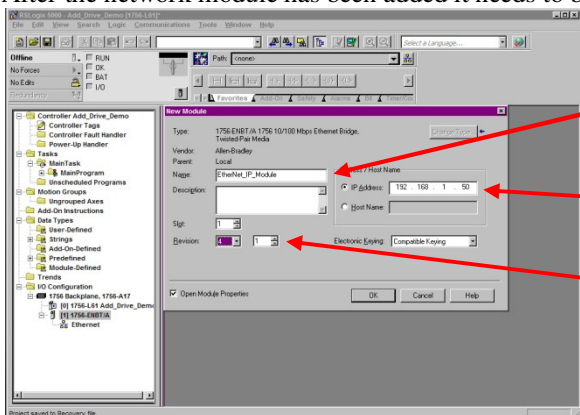 After the network module has been added it needs to b
RSLogix 5000 - Add_Drive_Demo [1756-L61]*
File Edit View Search Logic Communications Tools Window Help
Select a Language...
Offline
RUN
Path: <none>
No Forces
OK
No Edits
BAT
Redundancy
I/O
Favorites Add-On Safety Alarms Bit Timer/Co
Controller Add_Drive_Demo
Controller Tags
Controller Fault Handler
Power-Up Handler
Tasks
MainTask
MainProgram
Unscheduled Programs
Motion Groups
Ungrouped Axes
Add-On Instructions
Data Types
User-Defined
Strings
Add-On-Defined
Predefined
Module-Defined
Trends
I/O Configuration
1756 Backplane, 1756-A17
[0] 1756-L61 Add_Drive_Demo
[1] 1756-ENBT/A
Ethernet
New Module
Type: 1756-ENBT/A 1756 10/100 Mbps Ethernet Bridge,
Twisted-Pair Media
Change Type...
Vendor: Allen-Bradley
Parent: Local
Name: EtherNet_IP_Module
Host Name
Description:
IP Address: 192 . 168 . 1 . 50
Host Name:
Slot: 1
Revision: 4 1
Electronic Keying: Compatible Keying
Open Module Properties
OK Cancel Help
Project saved to Recovery file.